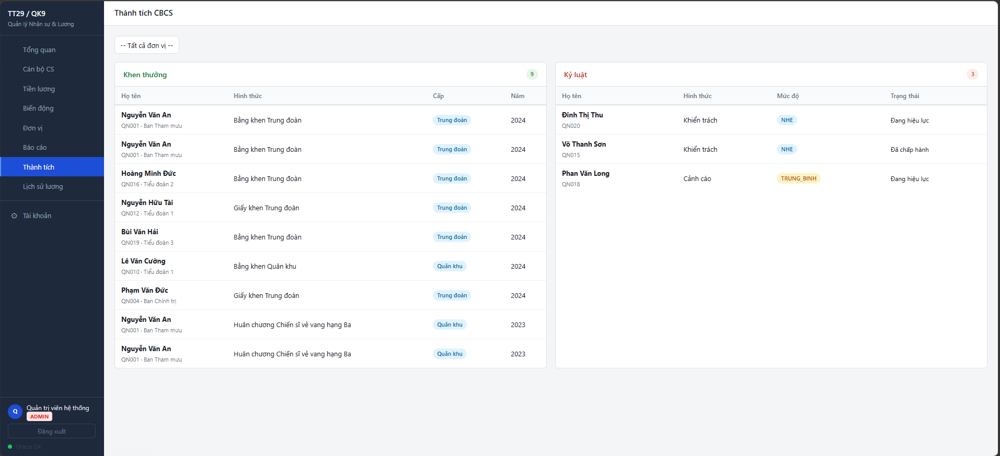 TT29 / QK9
Quản lý Nhân sự & Lương
Tổng quan
Cán bộ CS
Tiền lương
Biến động
Đơn vị
Báo cáo
Thành tích
Lịch sử lương
Tài khoản
Q
Quản trị viên hệ thống
ADMIN
Đăng xuất
Oracle OK
Thành tích CBCS
-- Tất cả đơn vị --
Khen thưởng 9
Họ tên Hình thức Cấp Năm
Nguyễn Văn An
QN001 · Ban Tham mưu
Bằng khen Trung đoàn Trung đoàn 2024
Nguyễn Văn An
QN001 · Ban Tham mưu
Bằng khen Trung đoàn Trung đoàn 2024
Hoàng Minh Đức
QN016 · Tiểu đoàn 2
Bằng khen Trung đoàn Trung đoàn 2024
Nguyễn Hữu Tài
QN012 · Tiểu đoàn 1
Giấy khen Trung đoàn Trung đoàn 2024
Bùi Văn Hải
QN019 · Tiểu đoàn 3
Bằng khen Trung đoàn Trung đoàn 2024
Lê Văn Cường
QN010 · Tiểu đoàn 1
Bằng khen Quân khu Quân khu 2024
Phạm Văn Đức
QN004 · Ban Chính trị
Giấy khen Trung đoàn Trung đoàn 2024
Nguyễn Văn An
QN001 · Ban Tham mưu
Huân chương Chiến sĩ vẻ vang hạng Ba Quân khu 2023
Nguyễn Văn An
QN001 · Ban Tham mưu
Huân chương Chiến sĩ vẻ vang hạng Ba Quân khu 2023
Kỷ luật 3
Họ tên Hình thức Mức độ Trạng thái
Đinh Thị Thu
QN020
Khiển trách NHE Đang hiệu lực
Võ Thanh Sơn
QN015
Khiển trách NHE Đã chấp hành
Phan Văn Long
QN018
Cảnh cáo TRUNG_BINH Đang hiệu lực